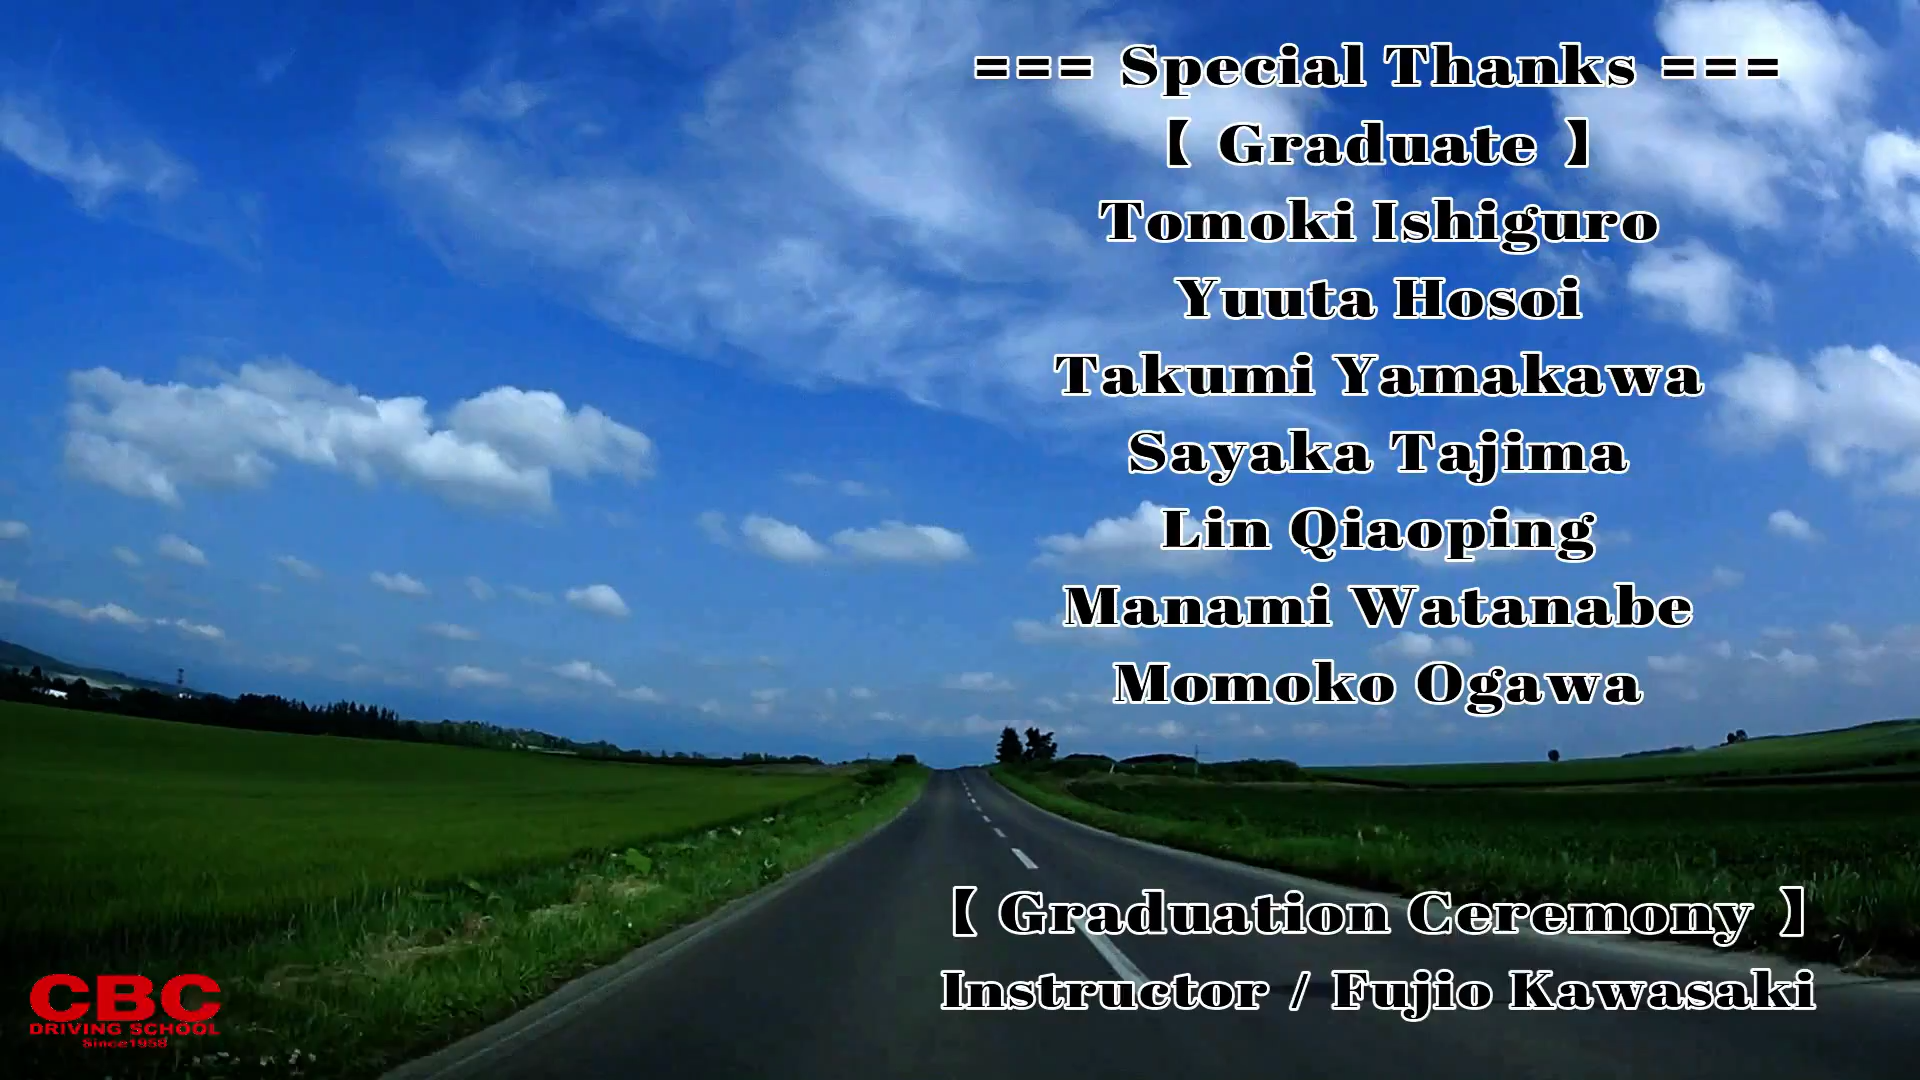 === Special Thanks ===
【 Graduate 】
Tomoki Ishiguro
Yuuta Hosoi
Takumi Yamakawa
Sayaka Tajima
Lin Qiaoping
Manami Watanabe
Momoko Ogawa
【 Graduation Ceremony 】
Instructor / Fujio Kawasaki
CBC
DRIVING SCHOOL
Since1958